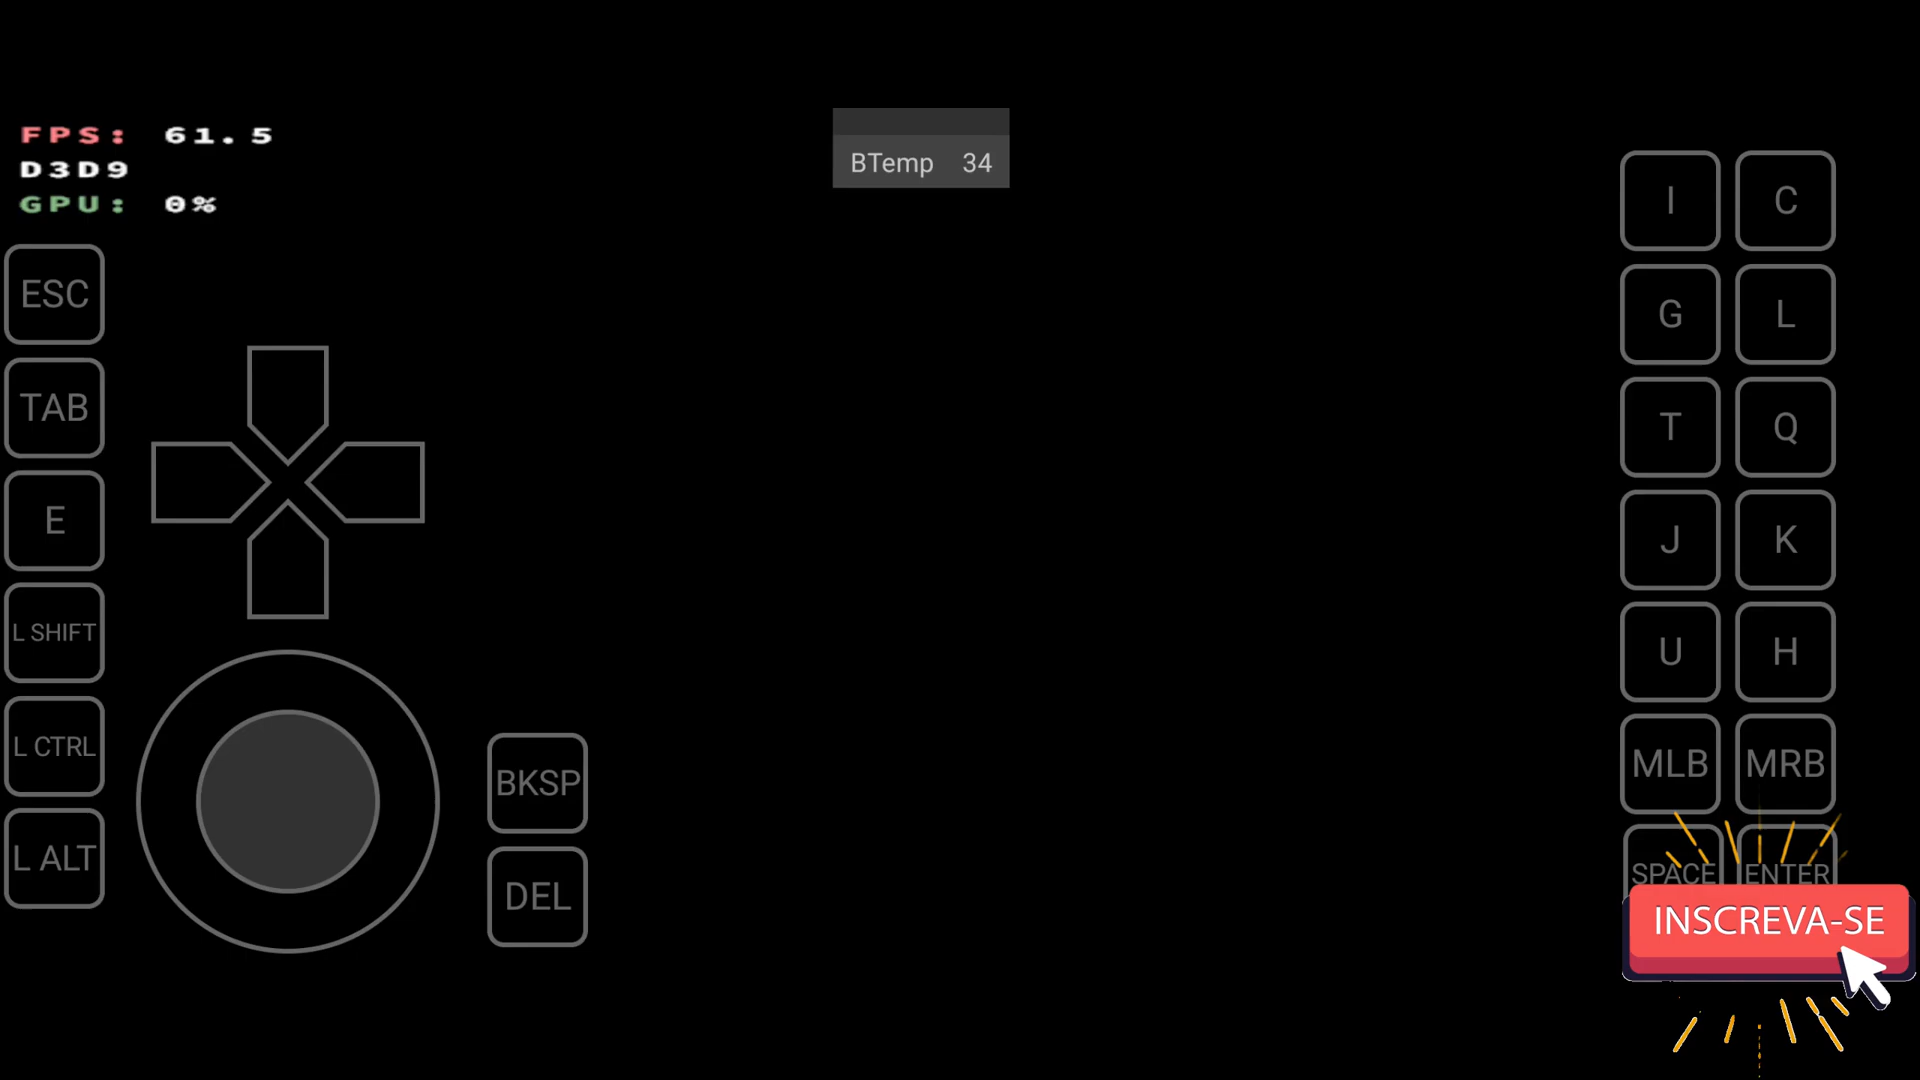 FPS: 61.5
D3D9
GPU: 0%
BTemp 34
ESC
TAB
E
L SHIFT
L CTRL
L ALT
BKSP
DEL
I C
G L
T Q
J K
U H
MLB MRB
SPACE ENTER
INSCREVA-SE